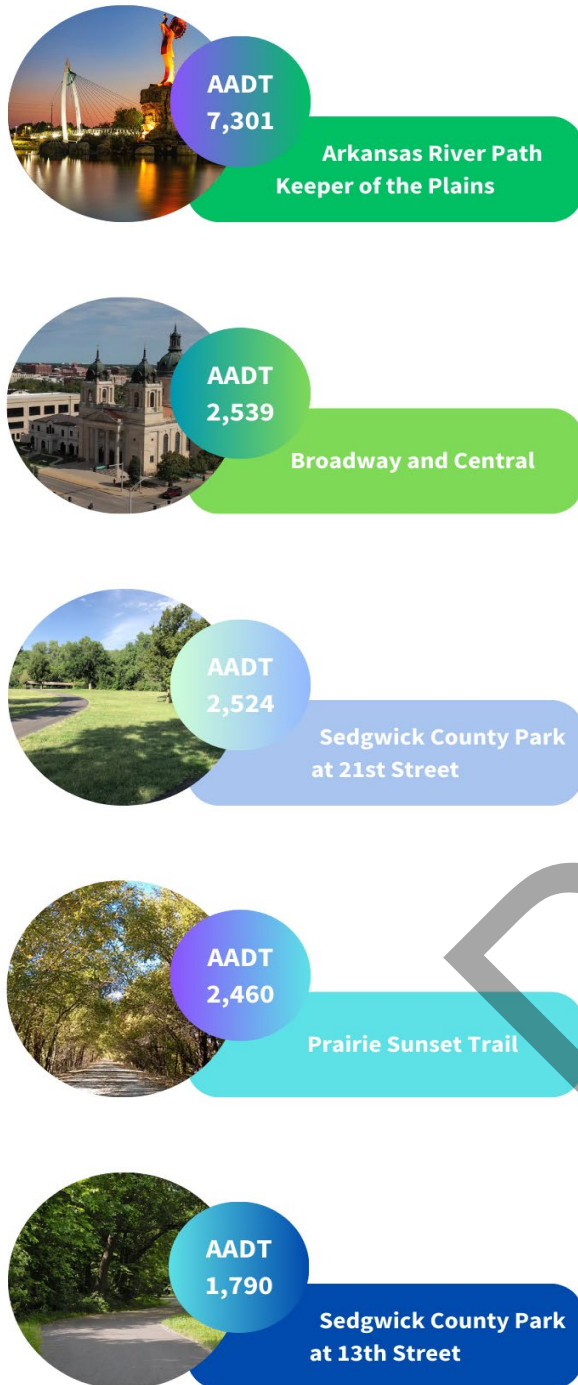 AADT
7,301
Arkansas River Path
Keeper of the Plains
AADT
2,539
Broadway and Central
AADT
2,524
Sedgwick County Park
at 21st Street
AADT
2,460
Prairie Sunset Trail
AADT
1,790
Sedgwick County Park
at 13th Street